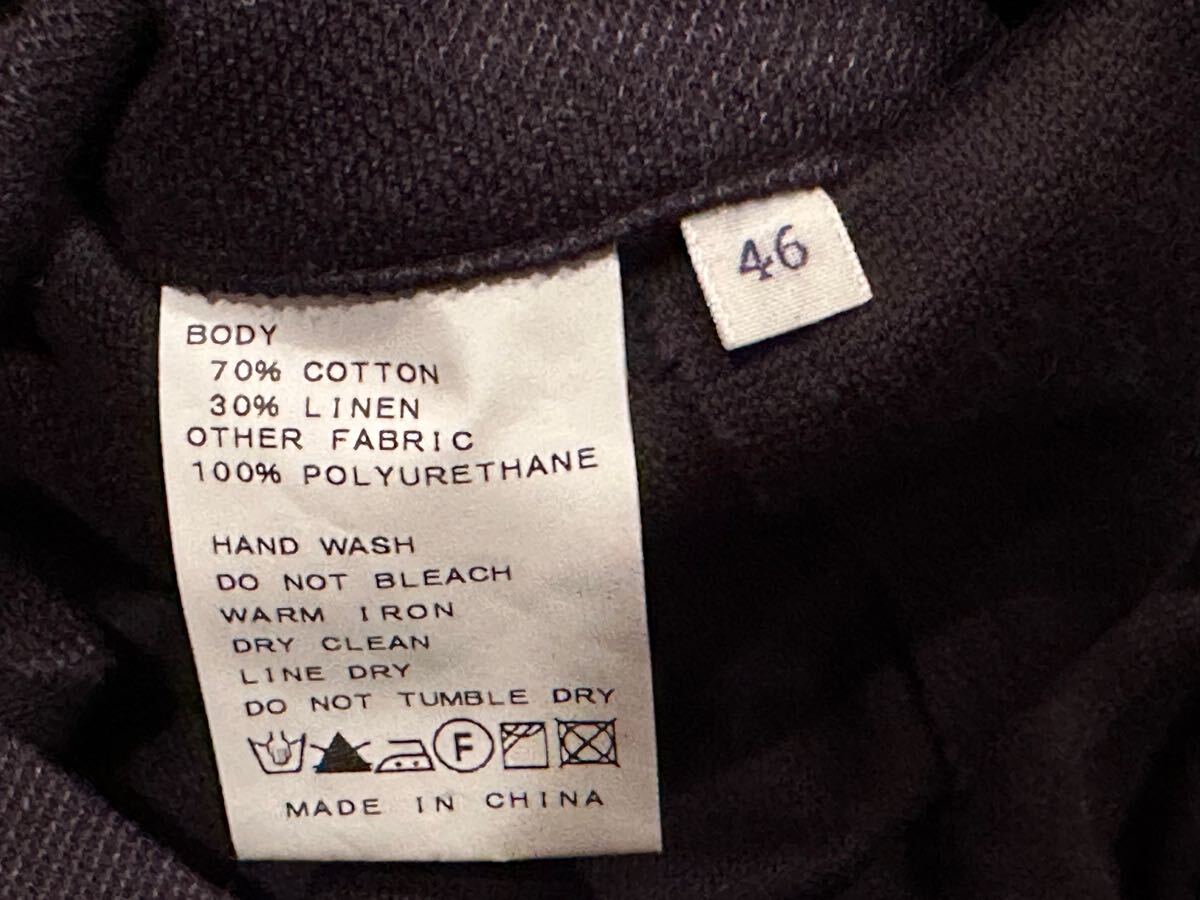 46
BODY
70% COTTON
30% LINEN
OTHER FABRIC
100% POLYURETHANE
HAND WASH
DO NOT BLEACH
WARM IRON
DRY CLEAN
LINE DRY
DO NOT TUMBLE DRY
F
MADE IN CHINA